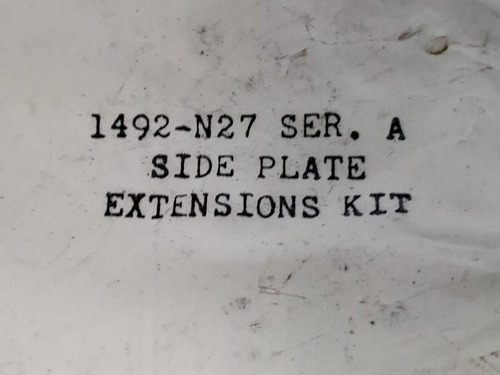 1492-N27 SER. A
SIDE PLATE
EXTENSIONS KIT